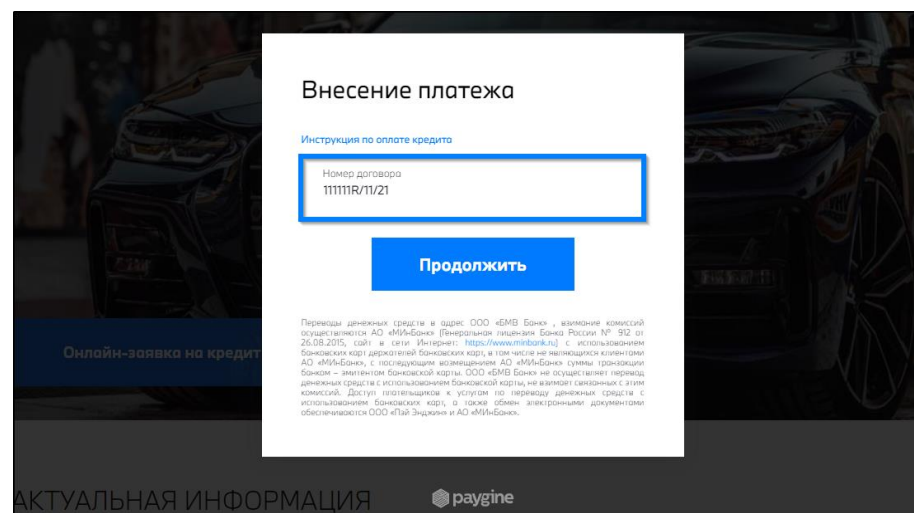 Внесение платежа
Инструкция по оплате кредита
Номер договора
111111R/11/21
Продолжить
Переводы денежных средств в адрес ООО «БМВ Банк» , взимание комиссий
осуществляются АО «МИнБанк» (Генеральная лицензия Банка России № 912 от
26.08.2015, сайт в сети Интернет: https://www.minbank.ru) с использованием
банковских карт держателей банковских карт, в том числе не являющихся клиентами
АО «МИнБанк», с последующим возмещением АО «МИнБанк» суммы транзакции
банком – эмитентом банковской карты. ООО «БМВ Банк» не осуществляет перевод
денежных средств с использованием банковской карты, не взимает связанных с этим
комиссий. Доступ плательщиков к услугам по переводу денежных средств с
использованием банковских карт, а также обмен электронными документами
обеспечиваются ООО «Пэй Энджин» и АО «МИнБанк».
Онлайн-заявка на кредит
АКТУАЛЬНАЯ ИНФОРМАЦИЯ
paygine